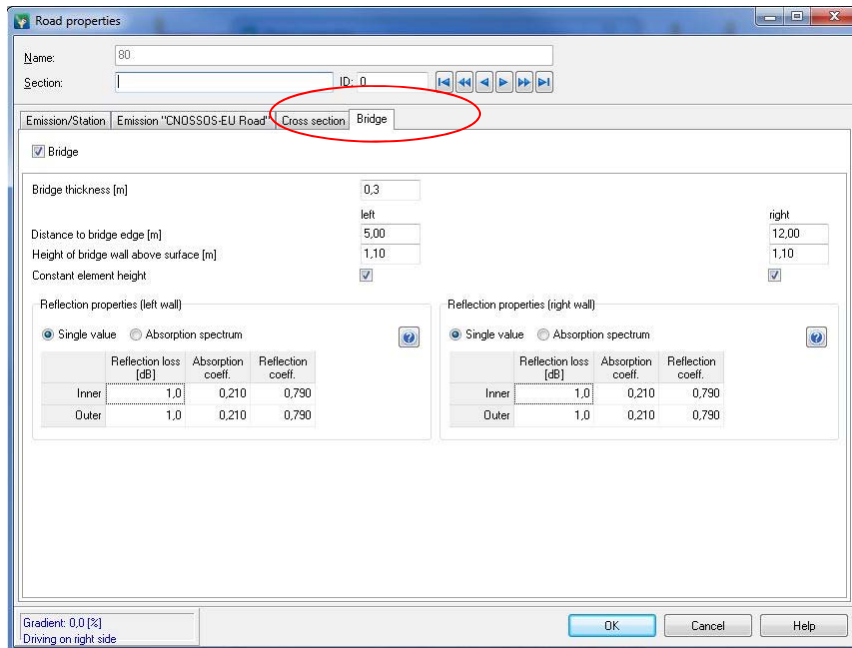 Road properties
Name: 80
Section: ID: 0
Emission/Station Emission "CNOSSOS-EU Road" Cross section Bridge
Bridge
Bridge thickness [m] 0,3
left right
Distance to bridge edge [m] 5,00 12,00
Height of bridge wall above surface [m] 1,10 1,10
Constant element height
Reflection properties (left wall) Reflection properties (right wall)
Single value Absorption spectrum Single value Absorption spectrum
Reflection loss Absorption Reflection Reflection loss Absorption Reflection
[dB] coeff. coeff. [dB] coeff. coeff.
Inner 1,0 0,210 0,790 Inner 1,0 0,210 0,790
Outer 1,0 0,210 0,790 Outer 1,0 0,210 0,790
Gradient: 0,0 [%]
Driving on right side
OK Cancel Help